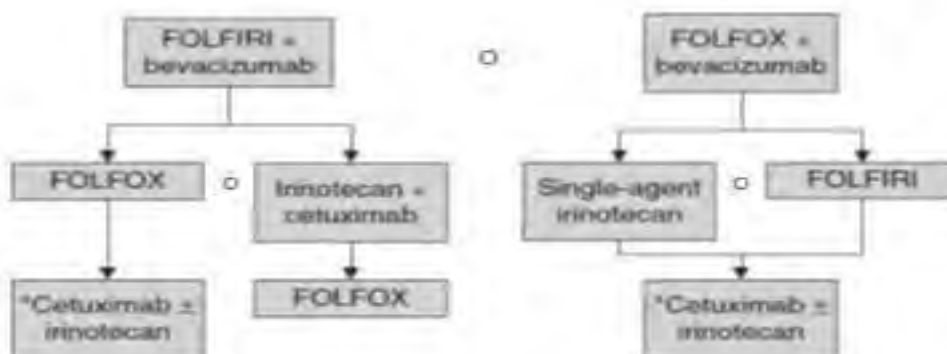 FOLFIRI +
bevacizumab
o
FOLFOX +
bevacizumab
FOLFOX
o
Irinotecan +
cetuximab
Single-agent
irinotecan
o
FOLFIRI
*Cetuximab ±
irinotecan
FOLFOX
*Cetuximab ±
irinotecan